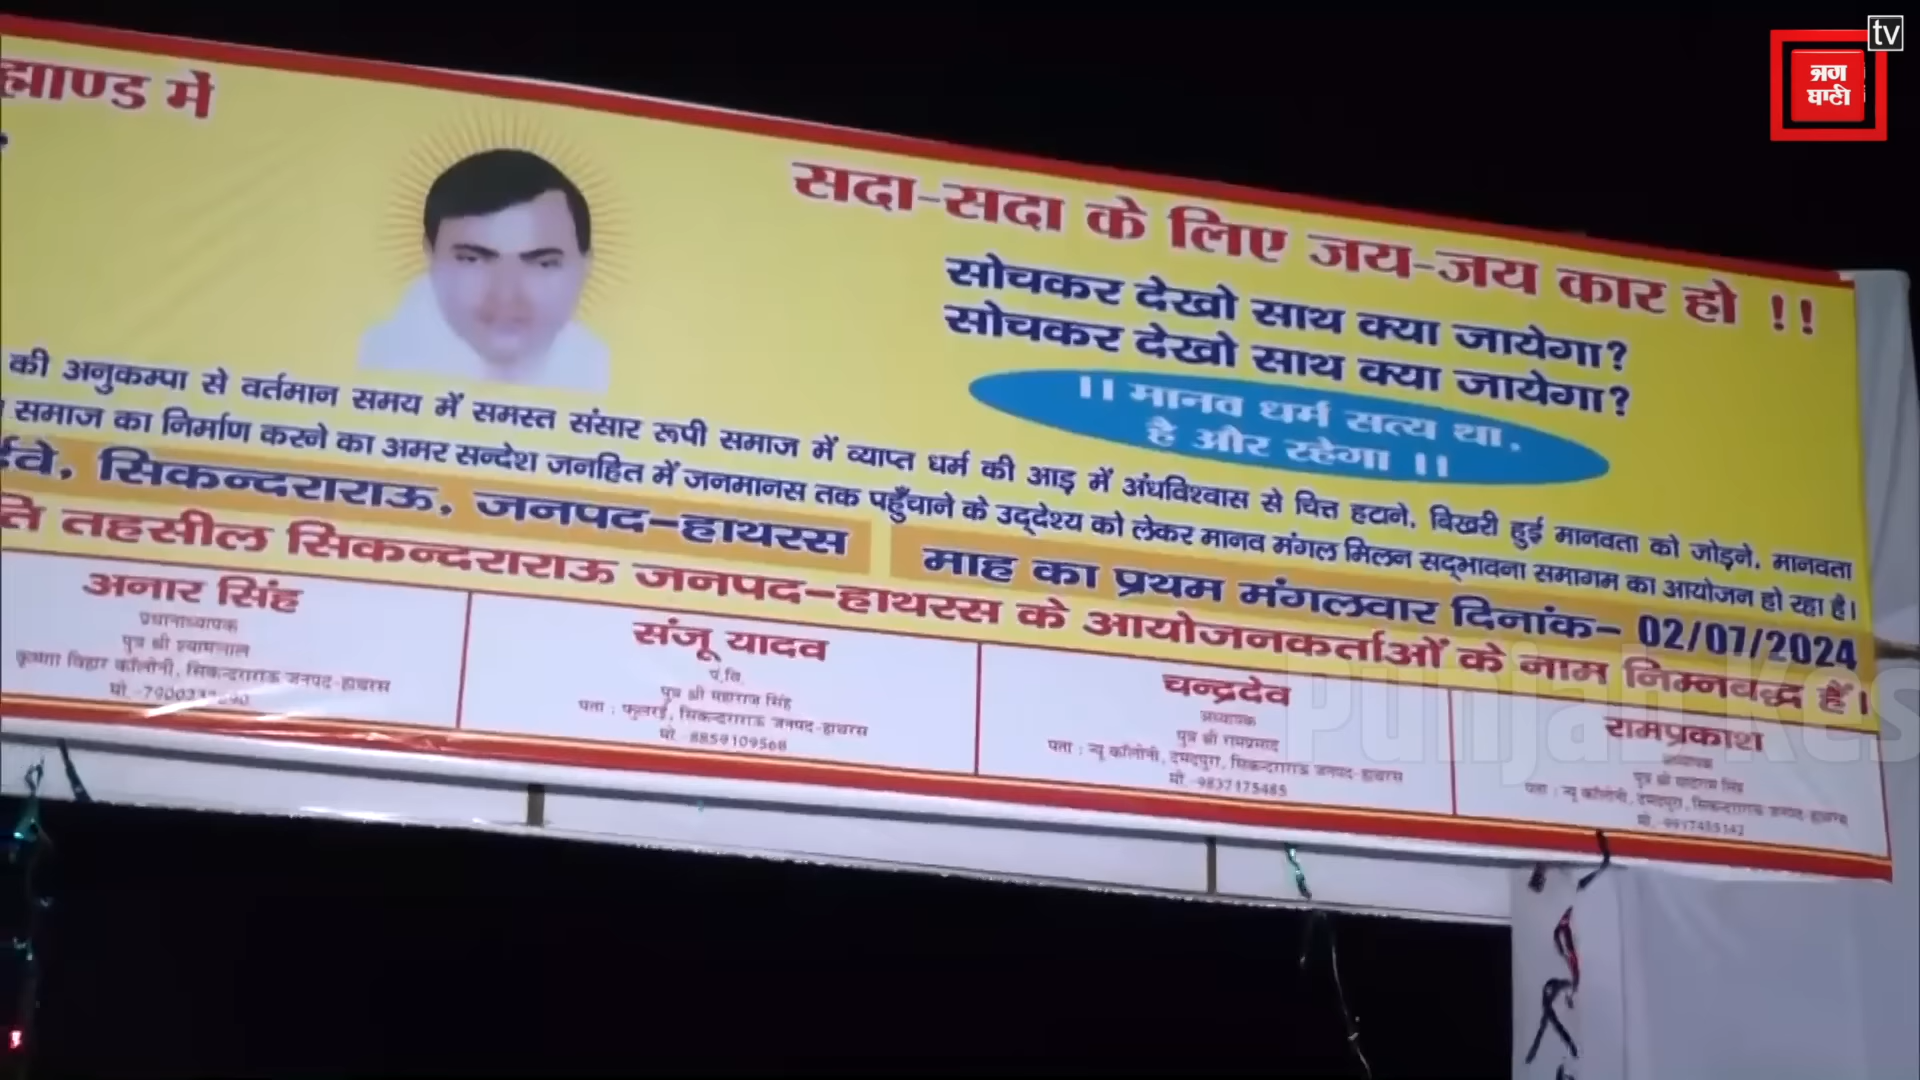 tv
जग
बाणी
ह्माण्ड में
सदा-सदा के लिए जय-जय कार हो !!
सोचकर देखो साथ क्या जायेगा?
सोचकर देखो साथ क्या जायेगा?
।। मानव धर्म सत्य था,
है और रहेगा ।।
की अनुकम्पा से वर्तमान समय में समस्त संसार रूपी समाज में व्याप्त धर्म की आड़ में अंधविश्वास से चित्त हटाने, बिखरी हुई मानवता को जोड़ने, मानवता
समाज का निर्माण करने का अमर सन्देश जनहित में जनमानस तक पहुँचाने के उद्देश्य को लेकर मानव मंगल मिलन सद्भावना समागम का आयोजन हो रहा है।
ईवे, सिकन्दराराऊ, जनपद-हाथरस माह का प्रथम मंगलवार दिनांक- 02/07/2024
ति तहसील सिकन्दराराऊ जनपद-हाथरस के आयोजनकर्ताओं के नाम निम्नवद्ध हैं।
अनार सिंह
प्रधानाध्यापक
पुत्र श्री श्यामलाल
कृष्णा विहार कॉलोनी, सिकन्दराराऊ जनपद-हाथरस
मो.-
संजू यादव
पं.वि.
पुत्र श्री महाराज सिंह
पता : फुलरई, सिकन्दराराऊ जनपद-हाथरस
मो.-8859109568
चन्द्रदेव
अध्यापक
पुत्र श्री रामप्रसाद
पता : न्यू कॉलोनी, दमदपुरा, सिकन्दराराऊ जनपद-हाथरस
मो.-9837175485
रामप्रकाश
अध्यापक
पुत्र श्री सिंह
पता : न्यू कॉलोनी, दमदपुरा, सिकन्दराराऊ जनपद-हाथरस
मो.
Punjab Kes